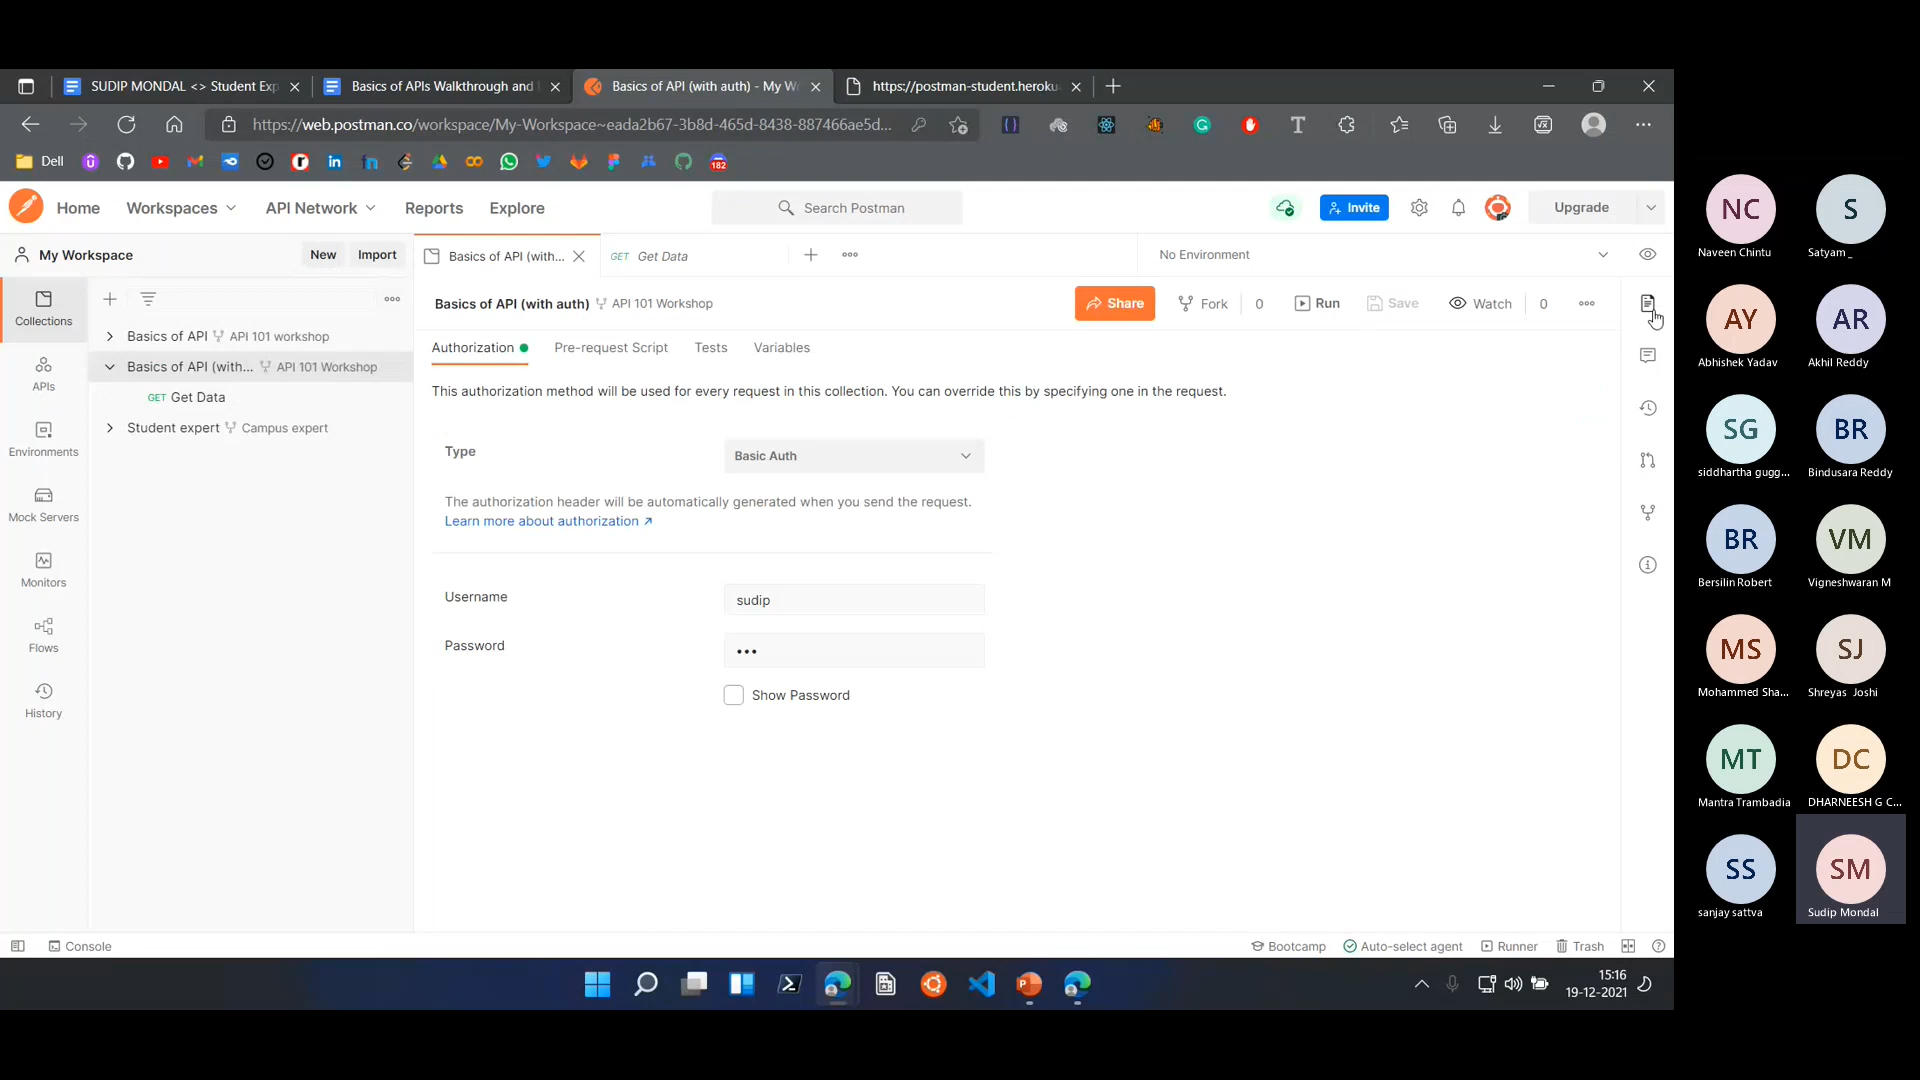 SUDIP MONDAL <> Student Exp
Basics of APIs Walkthrough and
Basics of API (with auth) - My W
https://postman-student.heroku
https://web.postman.co/workspace/My-Workspace~eada2b67-3b8d-465d-8438-887466ae5d...
Dell
182
Home
Workspaces
API Network
Reports
Explore
Search Postman
Invite
Upgrade
My Workspace
New
Import
Basics of API (with...
GET Get Data
No Environment
Collections
APIs
Environments
Mock Servers
Monitors
Flows
History
Basics of API API 101 workshop
Basics of API (with... API 101 Workshop
GET Get Data
Student expert Campus expert
Basics of API (with auth) API 101 Workshop
Share
Fork 0
Run
Save
Watch 0
Authorization
Pre-request Script
Tests
Variables
This authorization method will be used for every request in this collection. You can override this by specifying one in the request.
Type
Basic Auth
The authorization header will be automatically generated when you send the request.
Learn more about authorization
Username
sudip
Password
•••
Show Password
Console
Bootcamp
Auto-select agent
Runner
Trash
15:16
19-12-2021
NC
Naveen Chintu
S
Satyam _
AY
Abhishek Yadav
AR
Akhil Reddy
SG
siddhartha gugg...
BR
Bindusara Reddy
BR
Bersilin Robert
VM
Vigneshwaran M
MS
Mohammed Sha...
SJ
Shreyas Joshi
MT
Mantra Trambadia
DC
DHARNEESH G C...
SS
sanjay sattva
SM
Sudip Mondal